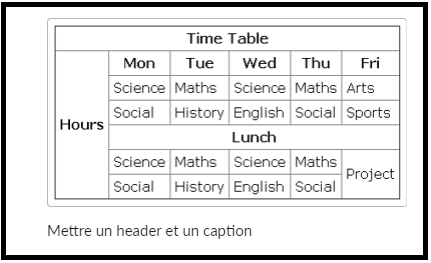 Time Table
Mon Tue Wed Thu Fri
Science Maths Science Maths Arts
Social History English Social Sports
Hours
Lunch
Science Maths Science Maths
Project
Social History English Social
Mettre un header et un caption